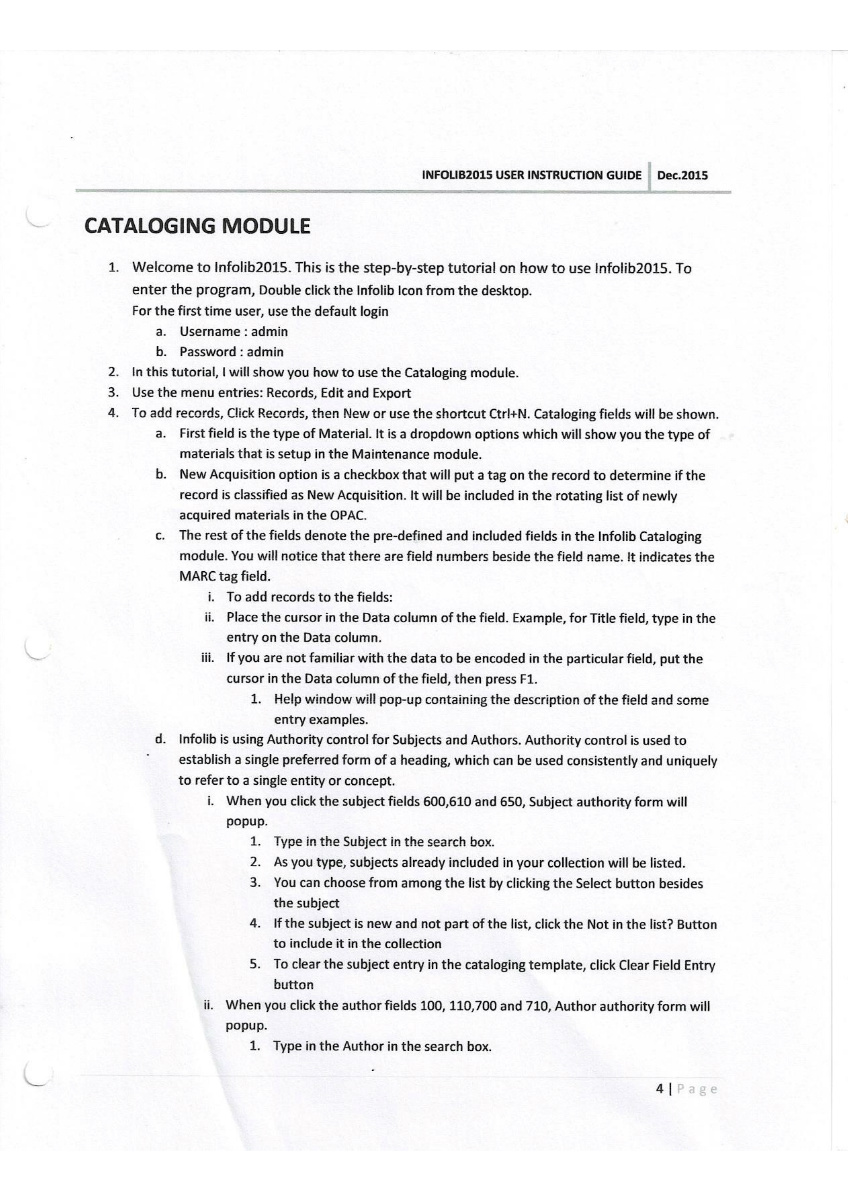 INFOLIB2015 USER INSTRUCTION GUIDE Dec.2015
CATALOGING MODULE
1. Welcome to Infolib2015. This is the step-by-step tutorial on how to use Infolib2015. To
enter the program, Double click the Infolib Icon from the desktop.
For the first time user, use the default login
a. Username : admin
b. Password : admin
2. In this tutorial, I will show you how to use the Cataloging module.
3. Use the menu entries: Records, Edit and Export
4. To add records, Click Records, then New or use the shortcut Ctrl+N. Cataloging fields will be shown.
a. First field is the type of Material. It is a dropdown options which will show you the type of
materials that is setup in the Maintenance module.
b. New Acquisition option is a checkbox that will put a tag on the record to determine if the
record is classified as New Acquisition. It will be included in the rotating list of newly
acquired materials in the OPAC.
c. The rest of the fields denote the pre-defined and included fields in the Infolib Cataloging
module. You will notice that there are field numbers beside the field name. It indicates the
MARC tag field.
i. To add records to the fields:
ii. Place the cursor in the Data column of the field. Example, for Title field, type in the
entry on the Data column.
iii. If you are not familiar with the data to be encoded in the particular field, put the
cursor in the Data column of the field, then press F1.
1. Help window will pop-up containing the description of the field and some
entry examples.
d. Infolib is using Authority control for Subjects and Authors. Authority control is used to
establish a single preferred form of a heading, which can be used consistently and uniquely
to refer to a single entity or concept.
i. When you click the subject fields 600,610 and 650, Subject authority form will
popup.
1. Type in the Subject in the search box.
2. As you type, subjects already included in your collection will be listed.
3. You can choose from among the list by clicking the Select button besides
the subject
4. If the subject is new and not part of the list, click the Not in the list? Button
to include it in the collection
5. To clear the subject entry in the cataloging template, click Clear Field Entry
button
ii. When you click the author fields 100, 110,700 and 710, Author authority form will
popup.
1. Type in the Author in the search box.
4 | Page